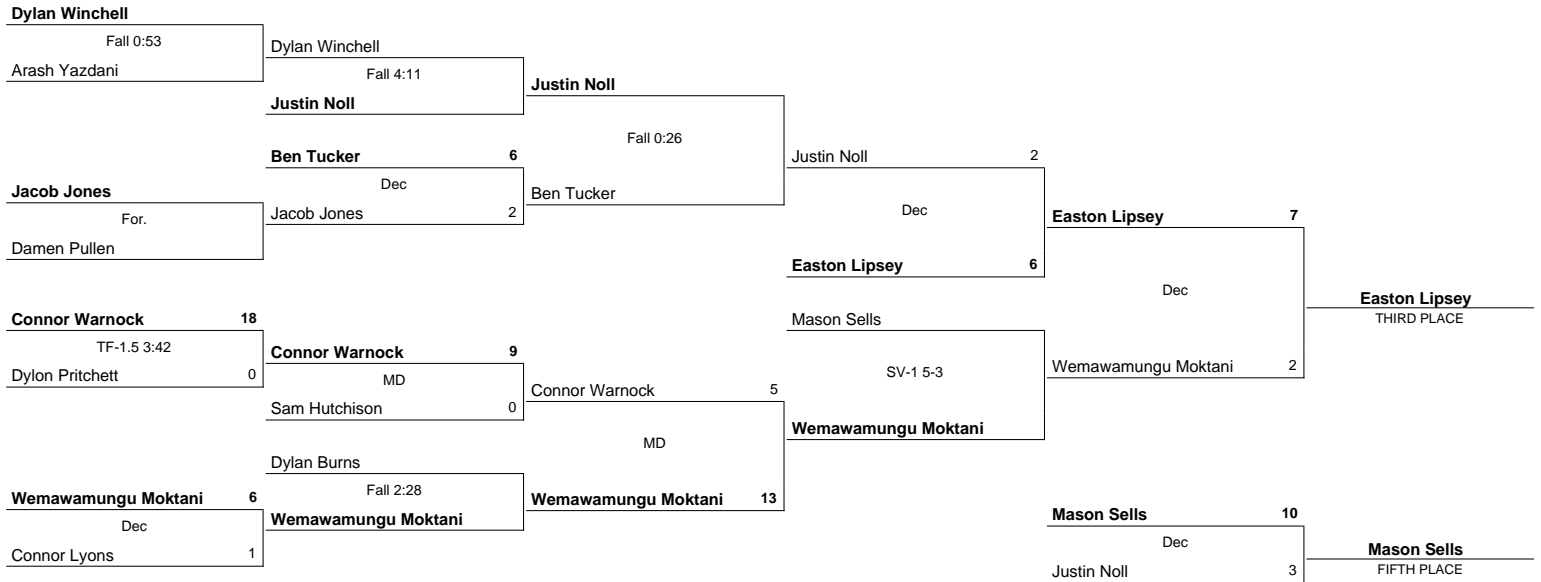 Dylan Winchell
Fall 0:53
Arash Yazdani
Jacob Jones
For.
Damen Pullen
Connor Warnock 18
TF-1.5 3:42
Dylon Pritchett 0
Wemawamungu Moktani 6
Dec
Connor Lyons 1
Dylan Winchell
Fall 4:11
Justin Noll
Ben Tucker 6
Dec
Jacob Jones 2
Connor Warnock 9
MD
Sam Hutchison 0
Dylan Burns
Fall 2:28
Wemawamungu Moktani
Justin Noll
Fall 0:26
Ben Tucker
Connor Warnock 5
MD
Wemawamungu Moktani 13
Justin Noll 2
Dec
Easton Lipsey 6
Mason Sells
SV-1 5-3
Wemawamungu Moktani
Easton Lipsey 7
Dec
Wemawamungu Moktani 2
Easton Lipsey
THIRD PLACE
Mason Sells 10
Dec
Justin Noll 3
Mason Sells
FIFTH PLACE